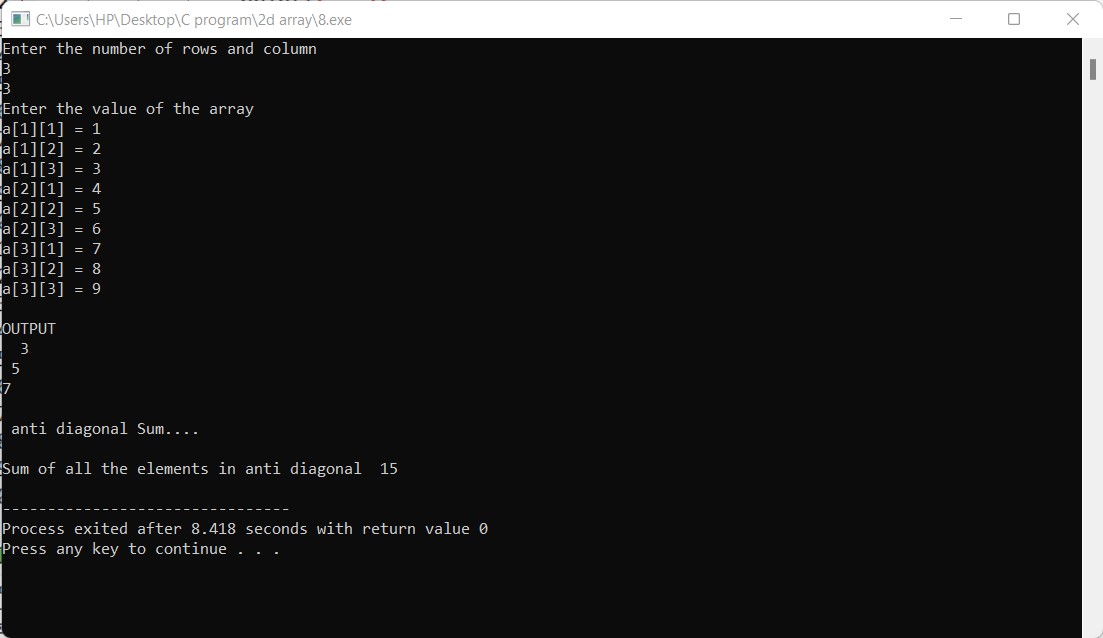 C:\Users\HP\Desktop\C program\2d array\8.exe
Enter the number of rows and column
3
3
Enter the value of the array
a[1][1] = 1
a[1][2] = 2
a[1][3] = 3
a[2][1] = 4
a[2][2] = 5
a[2][3] = 6
a[3][1] = 7
a[3][2] = 8
a[3][3] = 9

OUTPUT
  3
 5
7

 anti diagonal Sum....

Sum of all the elements in anti diagonal  15

--------------------------------
Process exited after 8.418 seconds with return value 0
Press any key to continue . . .